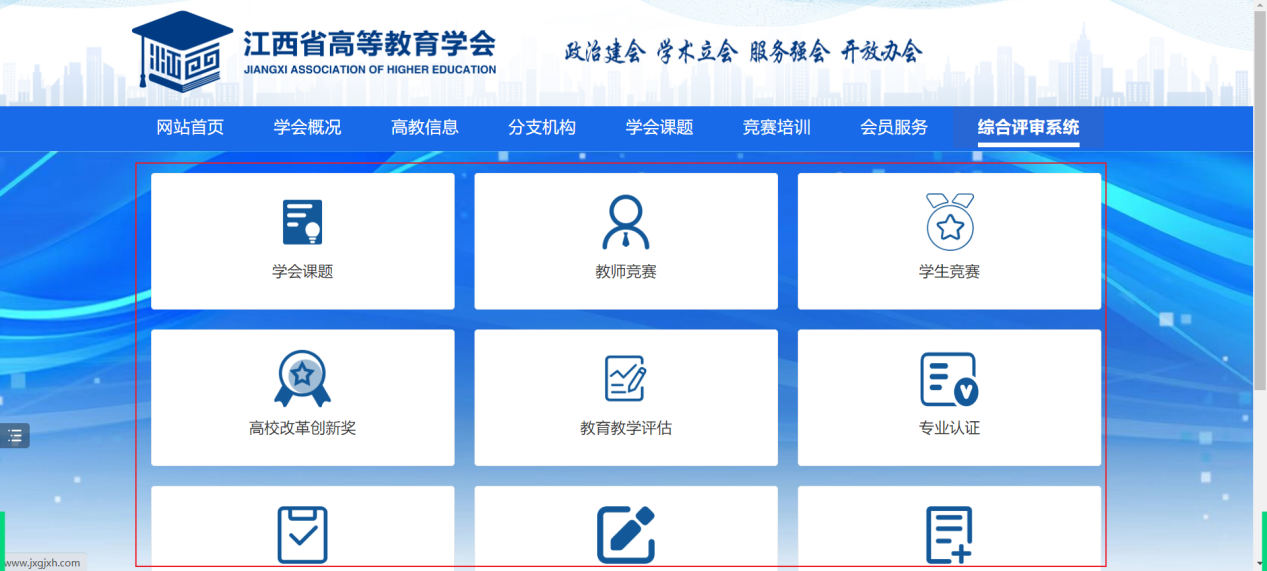 江西省高等教育学会
JIANGXI ASSOCIATION OF HIGHER EDUCATION
政治建会 学术立会 服务强会 开放办会
网站首页 学会概况 高教信息 分支机构 学会课题 竞赛培训 会员服务 综合评审系统
学会课题 教师竞赛 学生竞赛
高校改革创新奖 教育教学评估 专业认证
www.jxgjxh.com